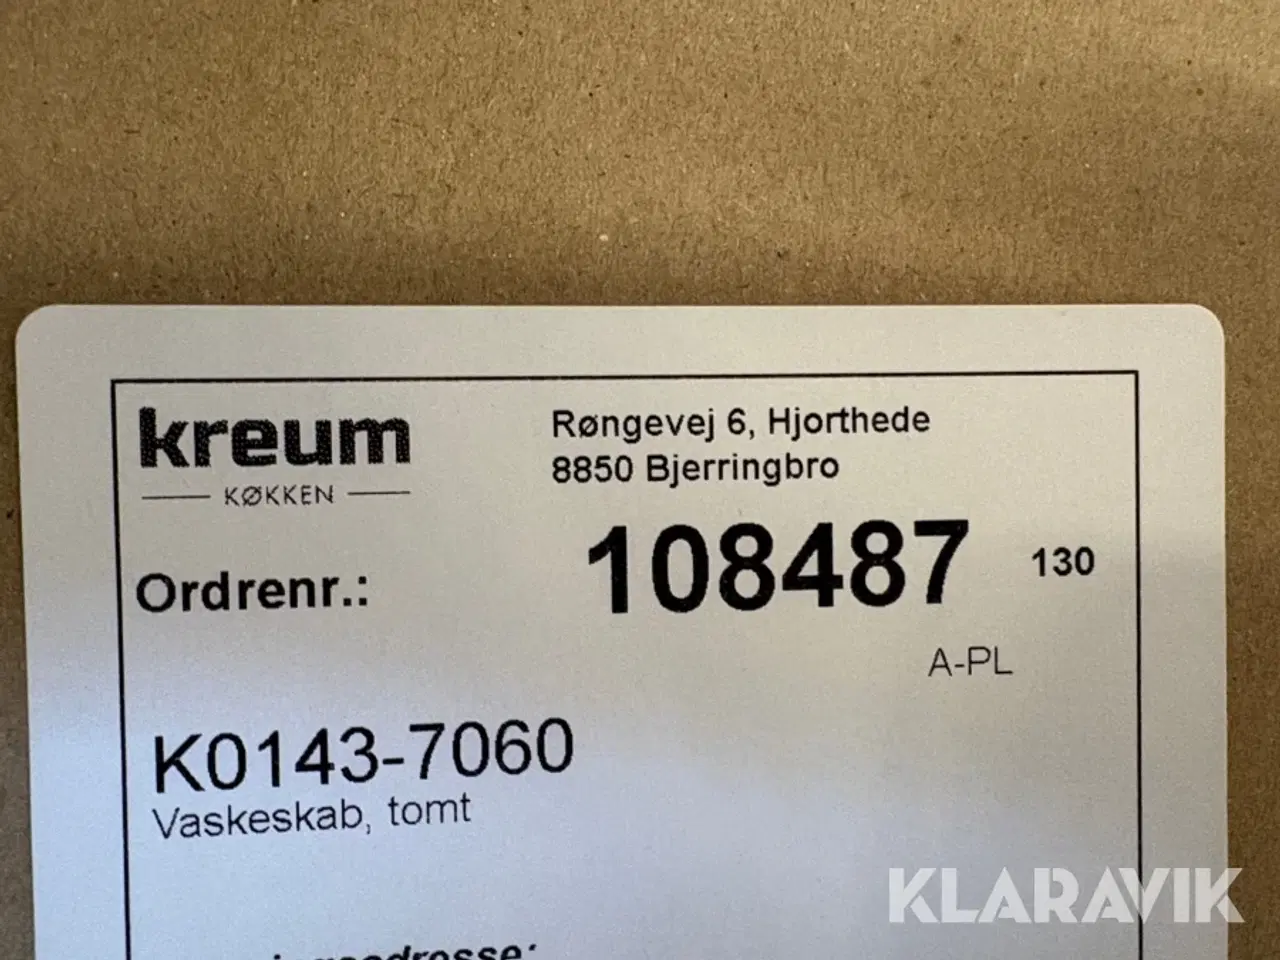 kreum
KØKKEN
Røngevej 6, Hjorthede
8850 Bjerringbro
Ordrenr.: 108487 130
A-PL
K0143-7060
Vaskeskab, tomt
KLARAVIK